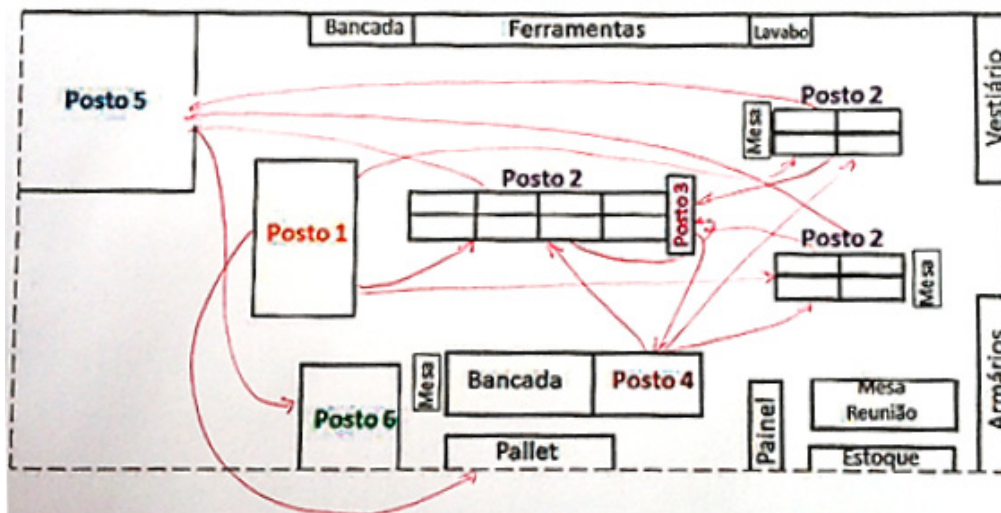 Bancada
Ferramentas
Lavabo
Vestiário
Posto 5
Posto 2
Mesa
Posto 2
Posto 3
Posto 1
Posto 2
Mesa
Mesa
Bancada
Posto 4
Posto 6
Pallet
Painel
Mesa
Reunião
Estoque
Armários